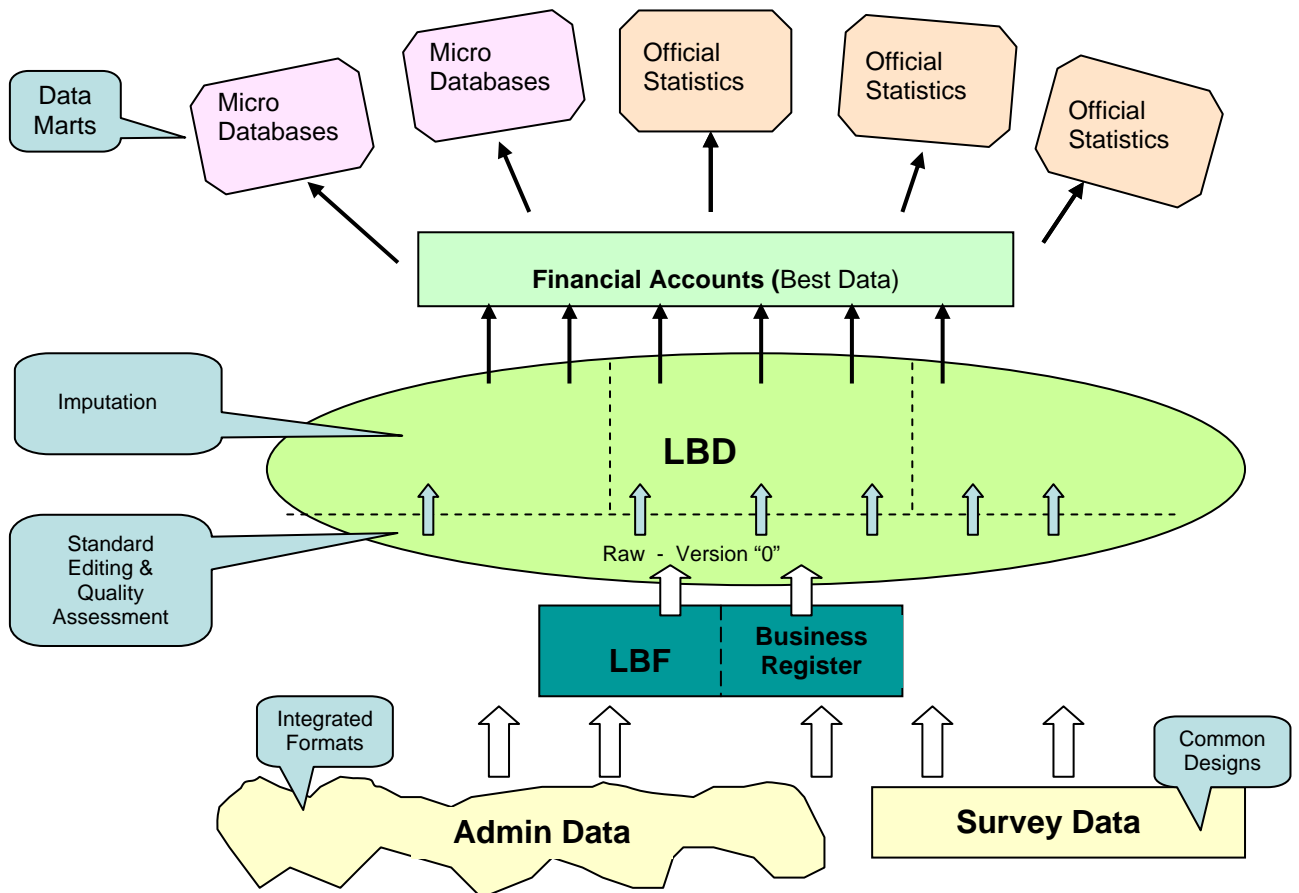 Data
Marts
Micro
Databases
Micro
Databases
Official
Statistics
Official
Statistics
Official
Statistics
Financial Accounts (Best Data)
Imputation
LBD
Standard
Editing &
Quality
Assessment
Raw - Version “0”
LBF
Business
Register
Integrated
Formats
Common
Designs
Admin Data
Survey Data